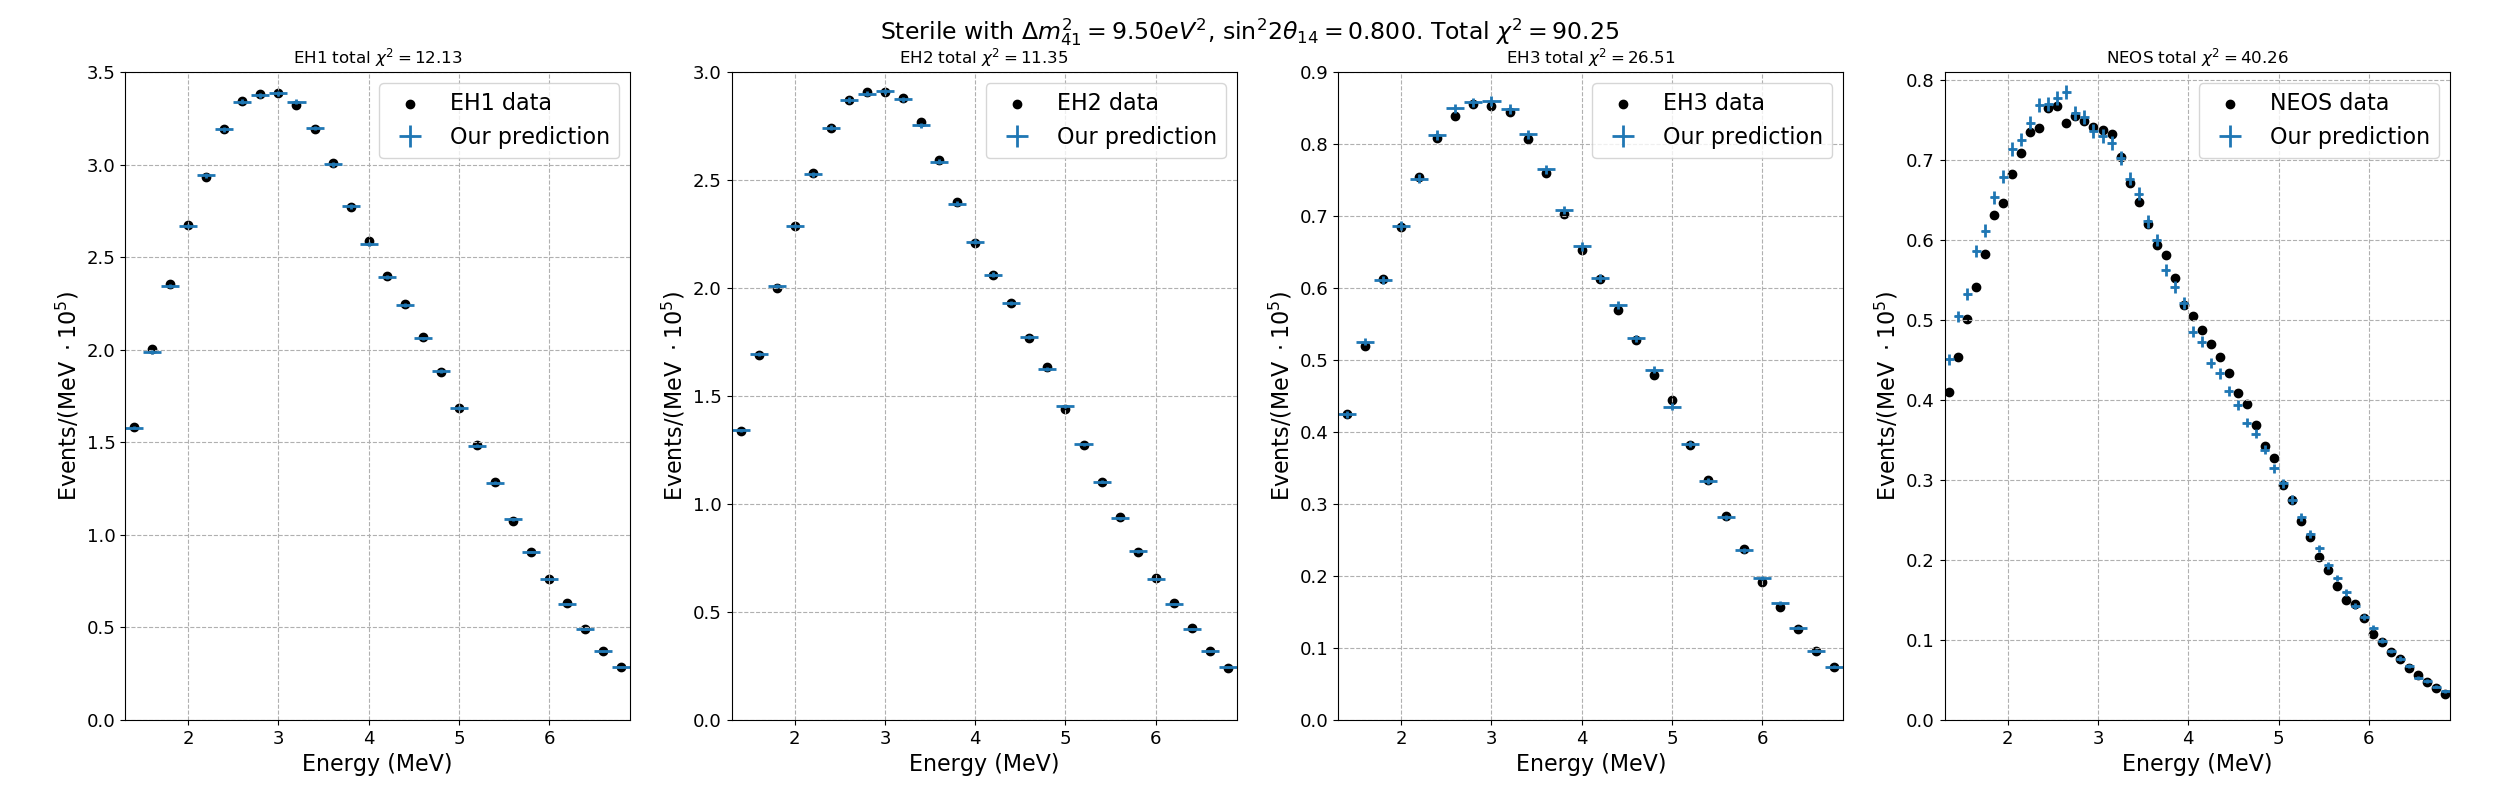 Sterile with Δm²₄₁ = 9.50eV², sin²2θ₁₄ = 0.800. Total χ² = 90.25
EH1 total χ² = 12.13
3.5
3.0
2.5
2.0
1.5
1.0
0.5
0.0
Events/(MeV · 10⁵)
EH1 data
Our prediction
2 3 4 5 6
Energy (MeV)
EH2 total χ² = 11.35
3.0
2.5
2.0
1.5
1.0
0.5
0.0
Events/(MeV · 10⁵)
EH2 data
Our prediction
2 3 4 5 6
Energy (MeV)
EH3 total χ² = 26.51
0.9
0.8
0.7
0.6
0.5
0.4
0.3
0.2
0.1
0.0
Events/(MeV · 10⁵)
EH3 data
Our prediction
2 3 4 5 6
Energy (MeV)
NEOS total χ² = 40.26
0.8
0.7
0.6
0.5
0.4
0.3
0.2
0.1
0.0
Events/(MeV · 10⁵)
NEOS data
Our prediction
2 3 4 5 6
Energy (MeV)